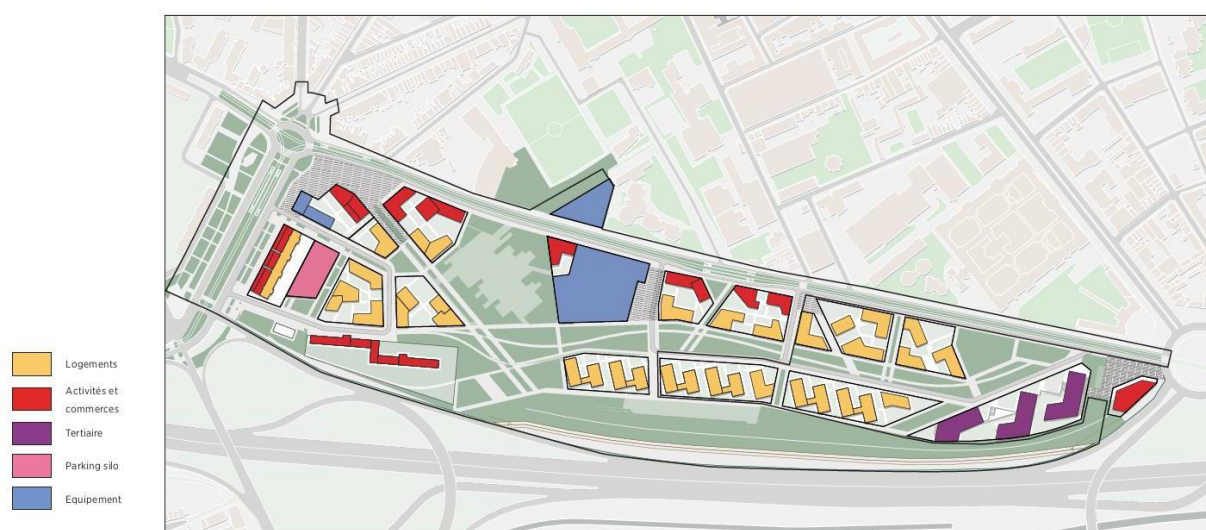 Logements
Activités et
commerces
Tertiaire
Parking silo
Equipement